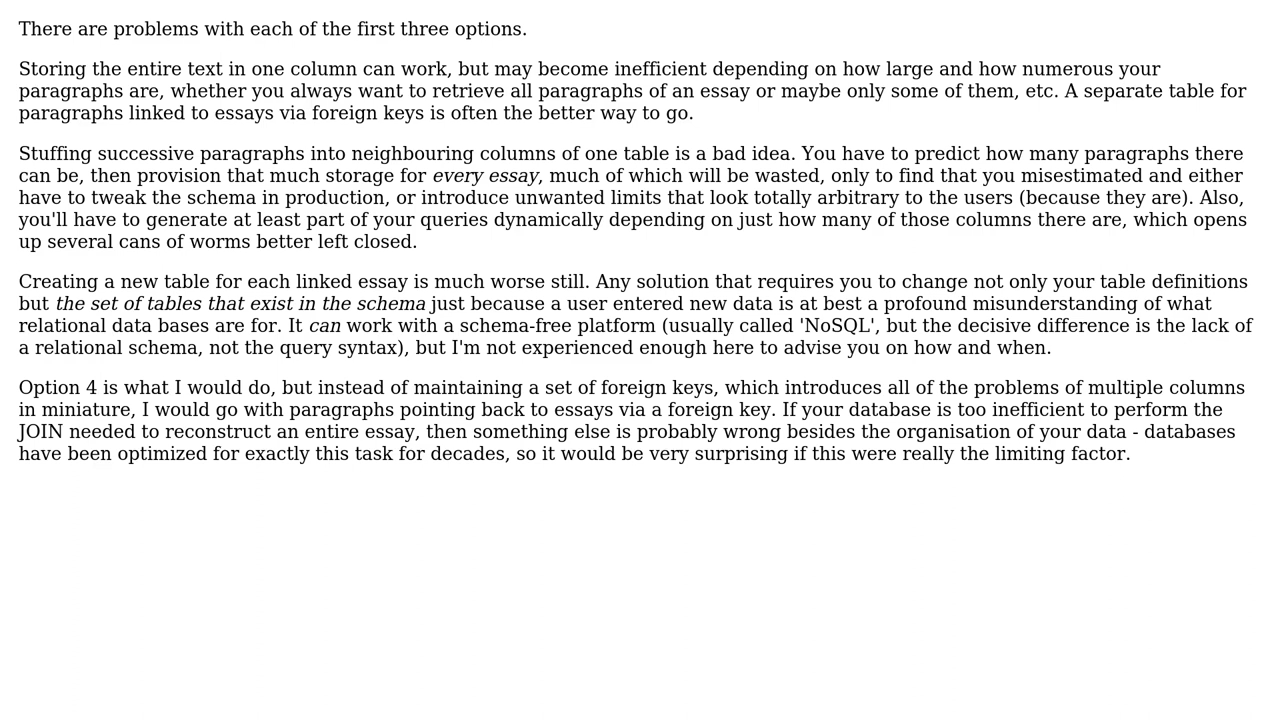 There are problems with each of the first three options.
Storing the entire text in one column can work, but may become inefficient depending on how large and how numerous your
paragraphs are, whether you always want to retrieve all paragraphs of an essay or maybe only some of them, etc. A separate table for
paragraphs linked to essays via foreign keys is often the better way to go.
Stuffing successive paragraphs into neighbouring columns of one table is a bad idea. You have to predict how many paragraphs there
can be, then provision that much storage for every essay, much of which will be wasted, only to find that you misestimated and either
have to tweak the schema in production, or introduce unwanted limits that look totally arbitrary to the users (because they are). Also,
you'll have to generate at least part of your queries dynamically depending on just how many of those columns there are, which opens
up several cans of worms better left closed.
Creating a new table for each linked essay is much worse still. Any solution that requires you to change not only your table definitions
but the set of tables that exist in the schema just because a user entered new data is at best a profound misunderstanding of what
relational data bases are for. It can work with a schema-free platform (usually called 'NoSQL', but the decisive difference is the lack of
a relational schema, not the query syntax), but I'm not experienced enough here to advise you on how and when.
Option 4 is what I would do, but instead of maintaining a set of foreign keys, which introduces all of the problems of multiple columns
in miniature, I would go with paragraphs pointing back to essays via a foreign key. If your database is too inefficient to perform the
JOIN needed to reconstruct an entire essay, then something else is probably wrong besides the organisation of your data - databases
have been optimized for exactly this task for decades, so it would be very surprising if this were really the limiting factor.